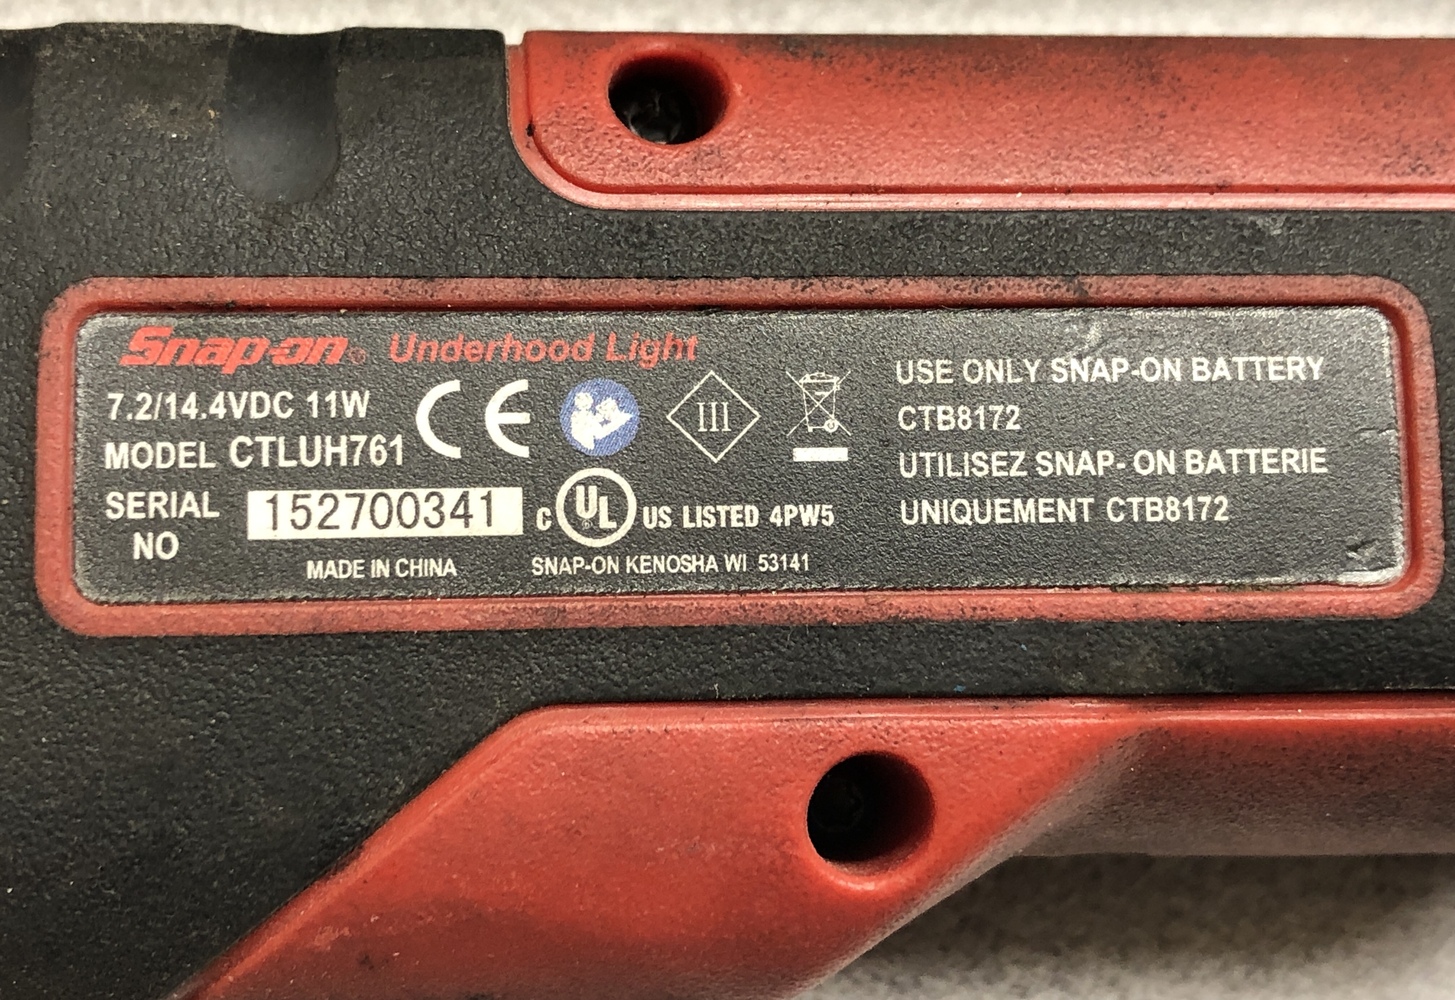 Snap-on® Underhood Light
7.2/14.4VDC 11W
MODEL CTLUH761
SERIAL NO 152700341
MADE IN CHINA
CE
III
C UL US LISTED 4PW5
SNAP-ON KENOSHA WI 53141
USE ONLY SNAP-ON BATTERY
CTB8172
UTILISEZ SNAP- ON BATTERIE
UNIQUEMENT CTB8172